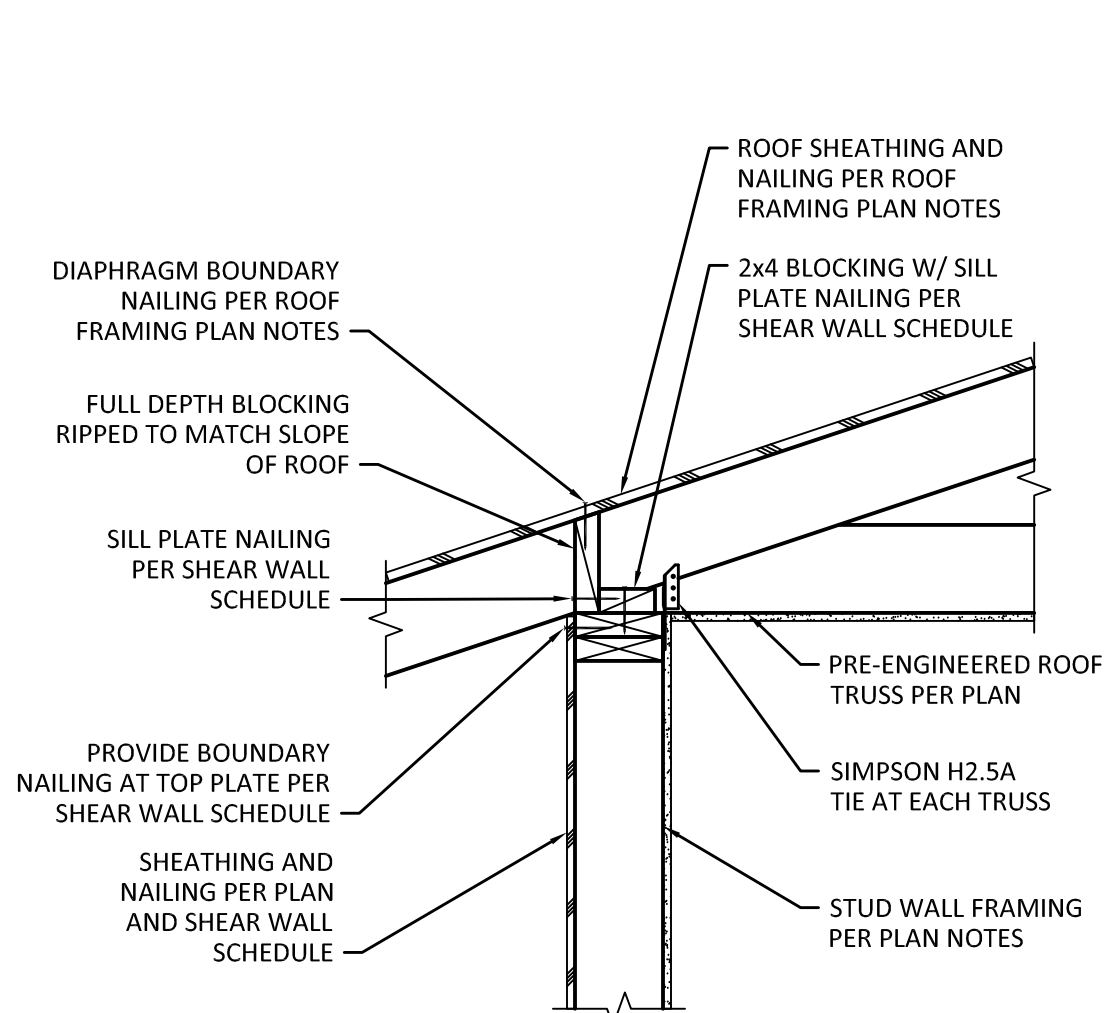 ROOF SHEATHING AND
NAILING PER ROOF
FRAMING PLAN NOTES
DIAPHRAGM BOUNDARY
NAILING PER ROOF
FRAMING PLAN NOTES
2x4 BLOCKING W/ SILL
PLATE NAILING PER
SHEAR WALL SCHEDULE
FULL DEPTH BLOCKING
RIPPED TO MATCH SLOPE
OF ROOF
SILL PLATE NAILING
PER SHEAR WALL
SCHEDULE
PRE-ENGINEERED ROOF
TRUSS PER PLAN
PROVIDE BOUNDARY
NAILING AT TOP PLATE PER
SHEAR WALL SCHEDULE
SIMPSON H2.5A
TIE AT EACH TRUSS
SHEATHING AND
NAILING PER PLAN
AND SHEAR WALL
SCHEDULE
STUD WALL FRAMING
PER PLAN NOTES